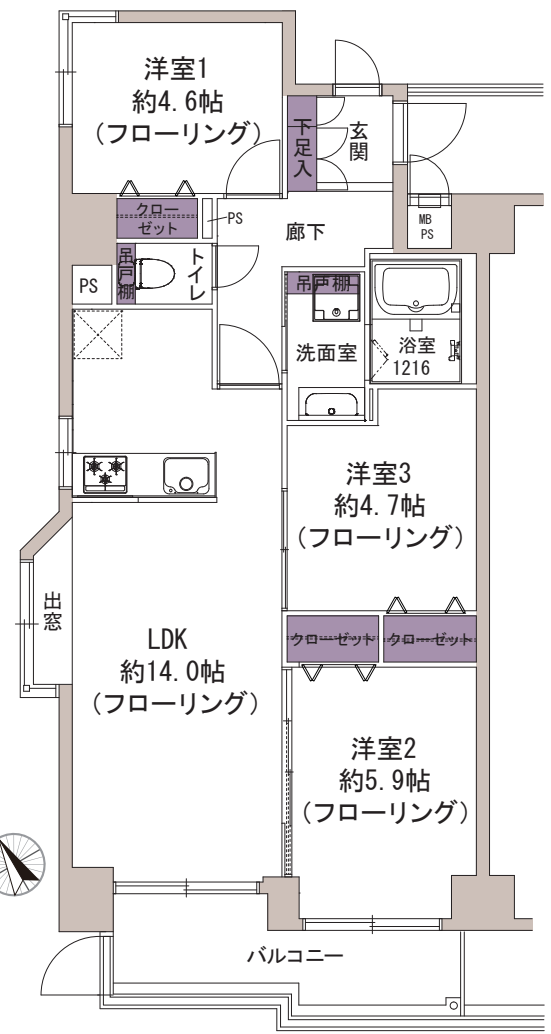 洋室1
約4.6帖
(フローリング)
下足入
玄関
クロー
ゼット
PS
廊下
MB
PS
吊戸棚
トイレ
PS
吊戸棚
洗面室
浴室
1216
洋室3
約4.7帖
(フローリング)
出窓
LDK
約14.0帖
(フローリング)
クローゼット
クローゼット
洋室2
約5.9帖
(フローリング)
バルコニー